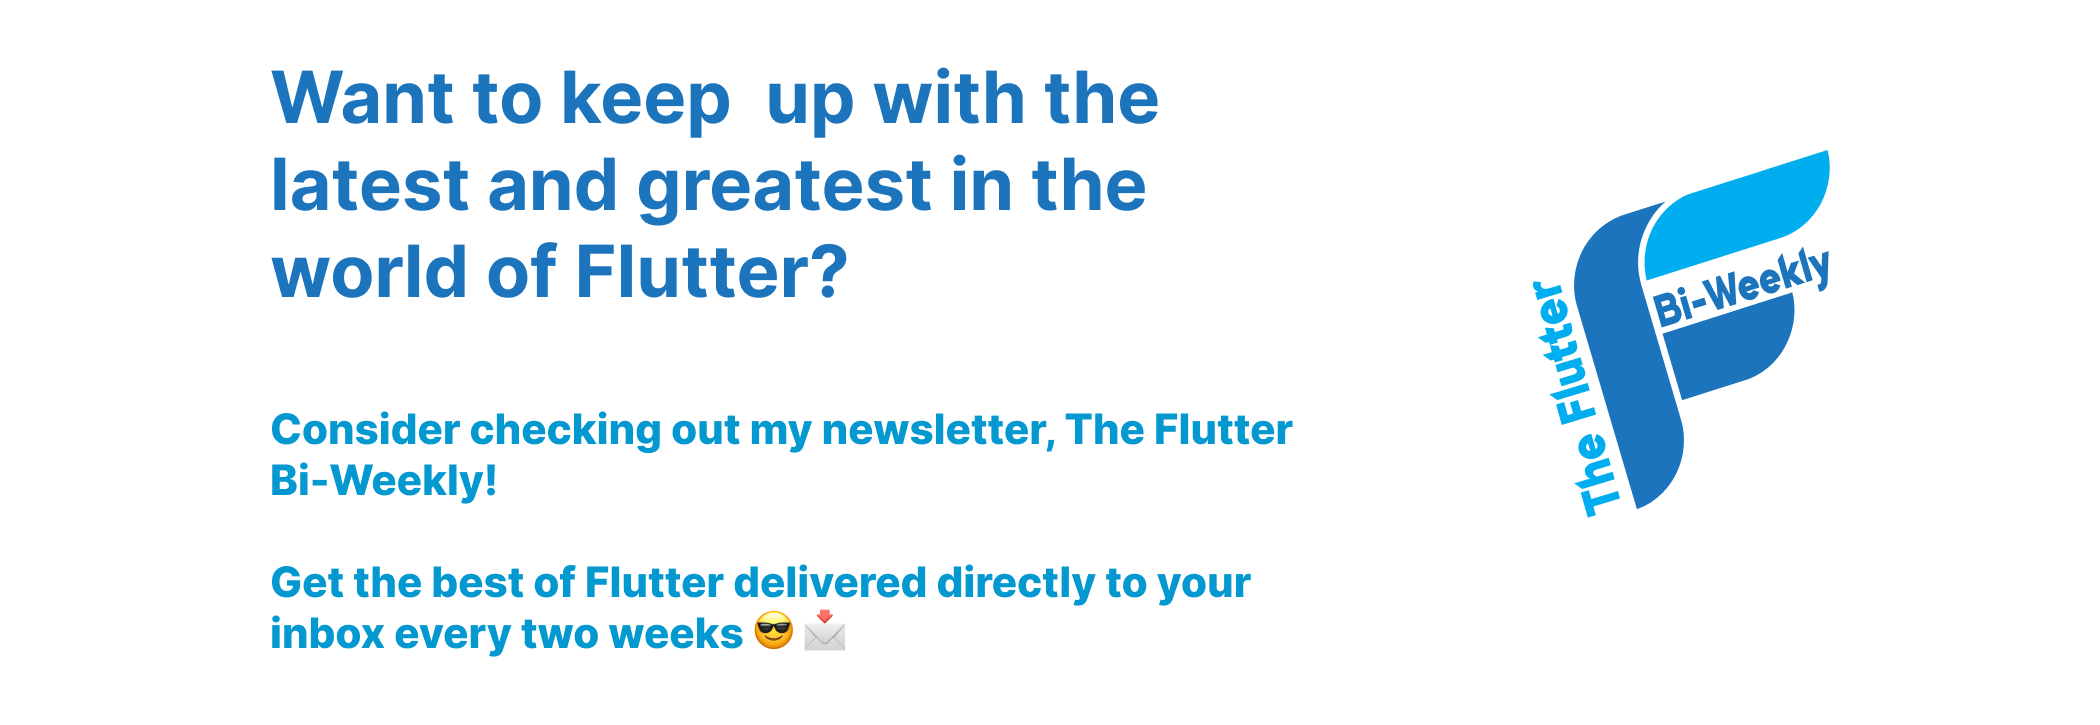 Want to keep  up with the
latest and greatest in the
world of Flutter?
Consider checking out my newsletter, The Flutter
Bi-Weekly!
Get the best of Flutter delivered directly to your
inbox every two weeks 😎 📩
The Flutter
Bi-Weekly